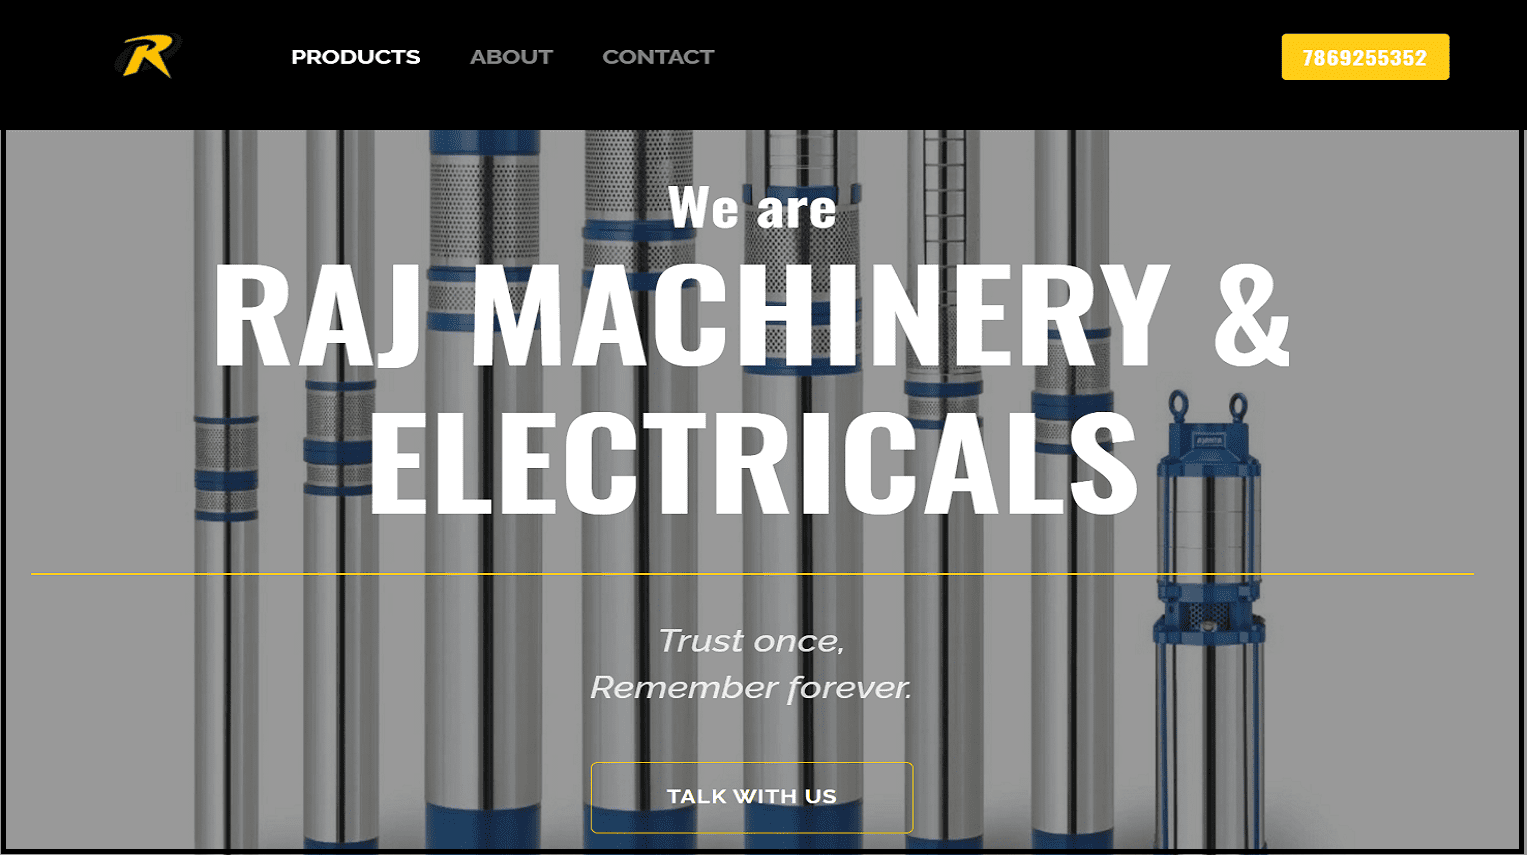 R
PRODUCTS ABOUT CONTACT
7869255352
We are
RAJ MACHINERY &
ELECTRICALS
Trust once,
Remember forever.
TALK WITH US